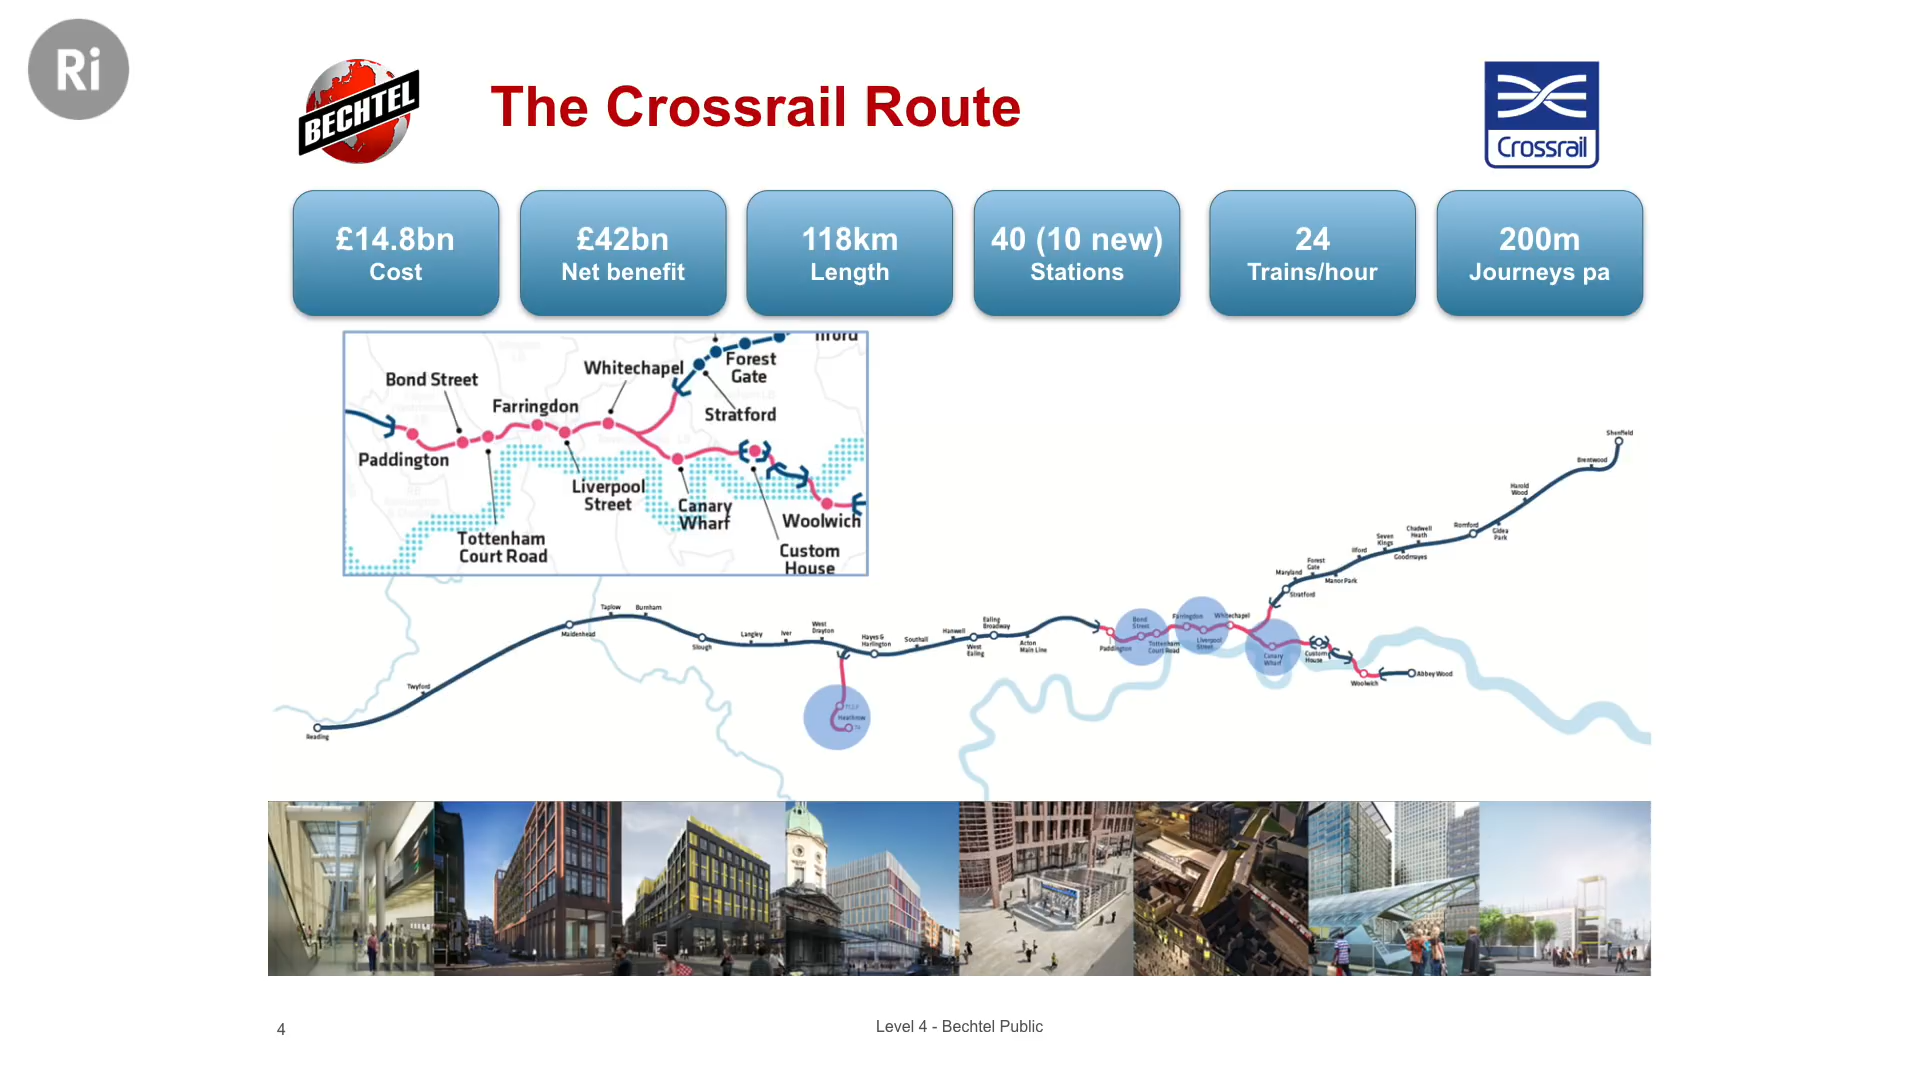 Ri
BECHTEL
The Crossrail Route
Crossrail
£14.8bn
Cost
£42bn
Net benefit
118km
Length
40 (10 new)
Stations
24
Trains/hour
200m
Journeys pa
Ilford
Forest
Gate
Whitechapel
Bond Street
Farringdon
Stratford
Paddington
Liverpool
Street
Canary
Wharf
Woolwich
Tottenham
Court Road
Custom
House
Shenfield
Brentwood
Harold
Wood
Gidea
Park
Romford
Chadwell
Heath
Goodmayes
Seven
Kings
Ilford
Manor Park
Forest
Gate
Maryland
Stratford
Whitechapel
Farringdon
Liverpool
Street
Bond
Street
Tottenham
Court Road
Paddington
Canary
Wharf
Custom
House
Woolwich
Abbey Wood
Acton
Main Line
Ealing
Broadway
West
Ealing
Hanwell
Southall
Hayes &
Harlington
Heathrow
West
Drayton
Iver
Langley
Slough
Burnham
Taplow
Maidenhead
Twyford
Reading
4
Level 4 - Bechtel Public